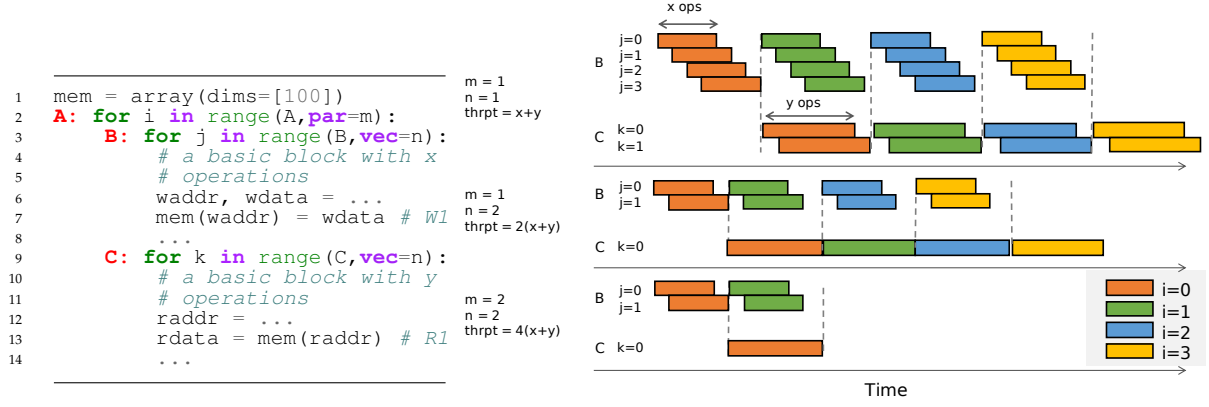 1 mem = array(dims=[100])
2 A: for i in range(A,par=m):
3 B: for j in range(B,vec=n):
4 # a basic block with x
5 # operations
6 waddr, wdata = ...
7 mem(waddr) = wdata # W1
8 ...
9 C: for k in range(C,vec=n):
10 # a basic block with y
11 # operations
12 raddr = ...
13 rdata = mem(raddr) # R1
14 ...
m = 1
n = 1
thrpt = x+y
m = 1
n = 2
thrpt = 2(x+y)
m = 2
n = 2
thrpt = 4(x+y)
x ops
B
j=0
j=1
j=2
j=3
y ops
C
k=0
k=1
B
j=0
j=1
C k=0
B
j=0
j=1
C k=0
i=0
i=1
i=2
i=3
Time